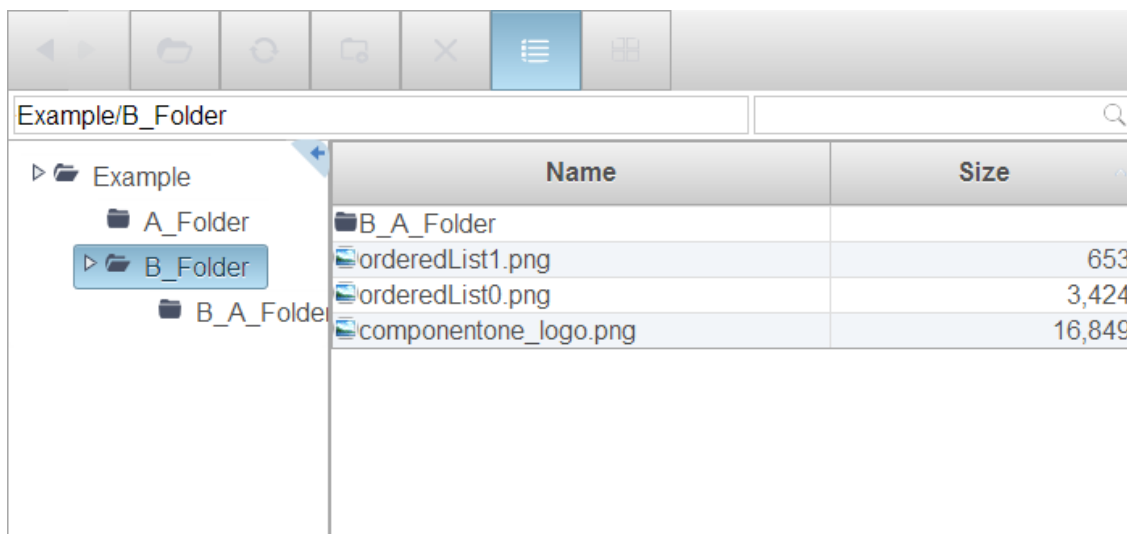 Example/B_Folder
Example
A_Folder
B_Folder
B_A_Folder
Name Size
B_A_Folder
orderedList1.png 653
orderedList0.png 3,424
componentone_logo.png 16,849